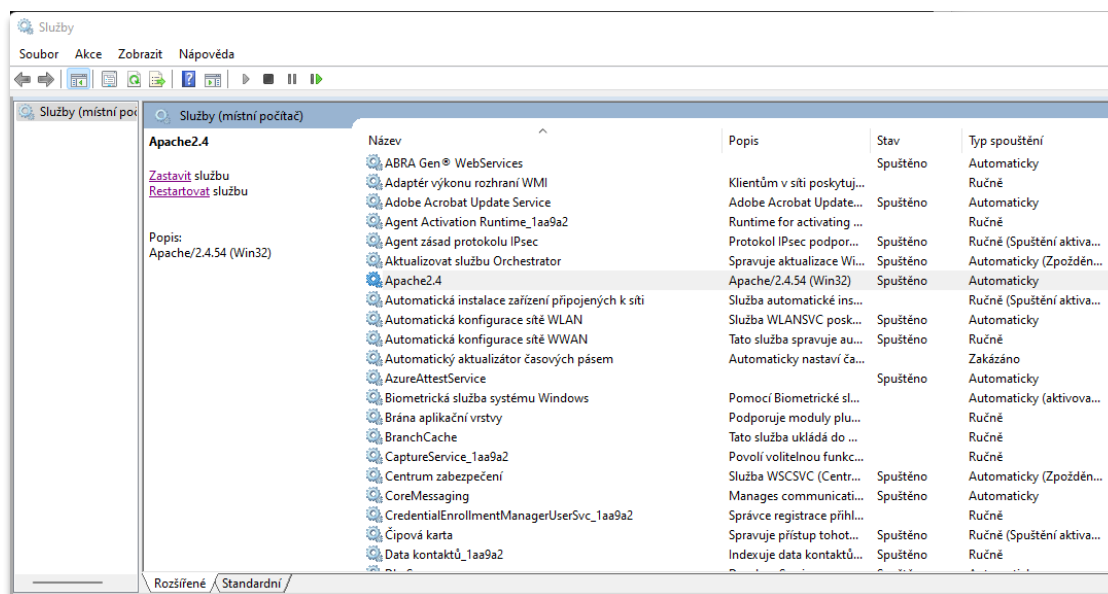 Služby
Soubor Akce Zobrazit Nápověda
Služby (místní poč
Služby (místní počítač)
Apache2.4
Zastavit službu
Restartovat službu
Popis:
Apache/2.4.54 (Win32)
Název Popis Stav Typ spouštění
ABRA Gen® WebServices Spuštěno Automaticky
Adaptér výkonu rozhraní WMI Klientům v síti poskytuj... Ručně
Adobe Acrobat Update Service Adobe Acrobat Update... Spuštěno Automaticky
Agent Activation Runtime_1aa9a2 Runtime for activating ... Ručně
Agent zásad protokolu IPsec Protokol IPsec podpor... Spuštěno Ručně (Spuštění aktiva...
Aktualizovat službu Orchestrator Spravuje aktualizace Wi... Spuštěno Automaticky (Zpožděn...
Apache2.4 Apache/2.4.54 (Win32) Spuštěno Automaticky
Automatická instalace zařízení připojených k síti Služba automatické ins... Ručně (Spuštění aktiva...
Automatická konfigurace sítě WLAN Služba WLANSVC posk... Spuštěno Automaticky
Automatická konfigurace sítě WWAN Tato služba spravuje au... Spuštěno Ručně
Automatický aktualizátor časových pásem Automaticky nastaví ča... Zakázáno
AzureAttestService Spuštěno Automaticky
Biometrická služba systému Windows Pomocí Biometrické sl... Automaticky (aktivova...
Brána aplikační vrstvy Podporuje moduly plu... Ručně
BranchCache Tato služba ukládá do ... Ručně
CaptureService_1aa9a2 Povolí volitelnou funkc... Ručně
Centrum zabezpečení Služba WSCSVC (Centr... Spuštěno Automaticky (Zpožděn...
CoreMessaging Manages communicati... Spuštěno Automaticky
CredentialEnrollmentManagerUserSvc_1aa9a2 Správce registrace přihl... Ručně
Čipová karta Spravuje přístup tohot... Spuštěno Ručně (Spuštění aktiva...
Data kontaktů_1aa9a2 Indexuje data kontaktů... Spuštěno Ručně
Rozšířené Standardní